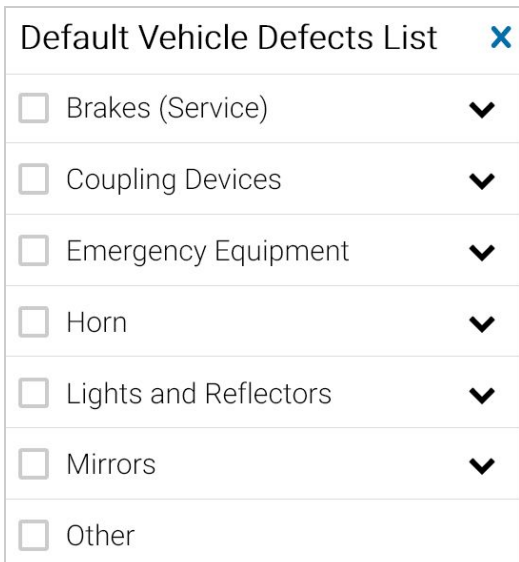 Default Vehicle Defects List
Brakes (Service)
Coupling Devices
Emergency Equipment
Horn
Lights and Reflectors
Mirrors
Other